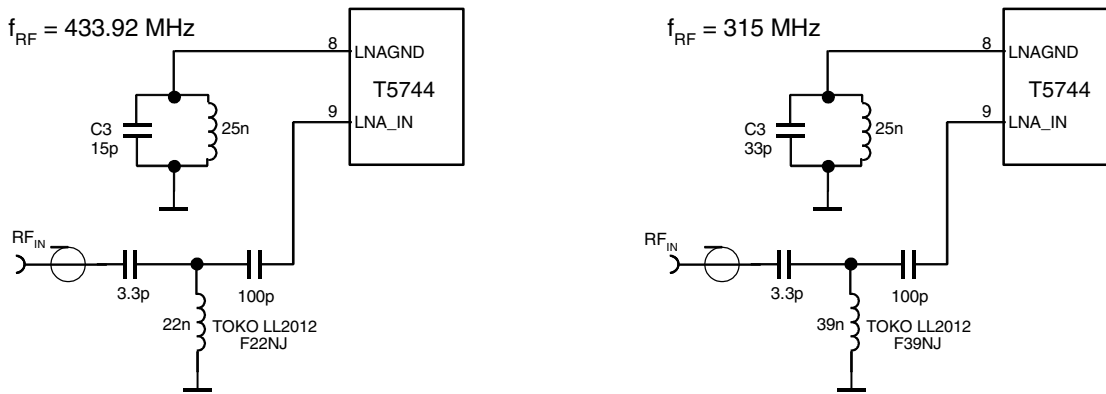 f_RF = 433.92 MHz
8
LNAGND
T5744
C3
15p
25n
9
LNA_IN
RF_IN
3.3p
100p
22n
TOKO LL2012
F22NJ
f_RF = 315 MHz
8
LNAGND
T5744
C3
33p
25n
9
LNA_IN
RF_IN
3.3p
100p
39n
TOKO LL2012
F39NJ